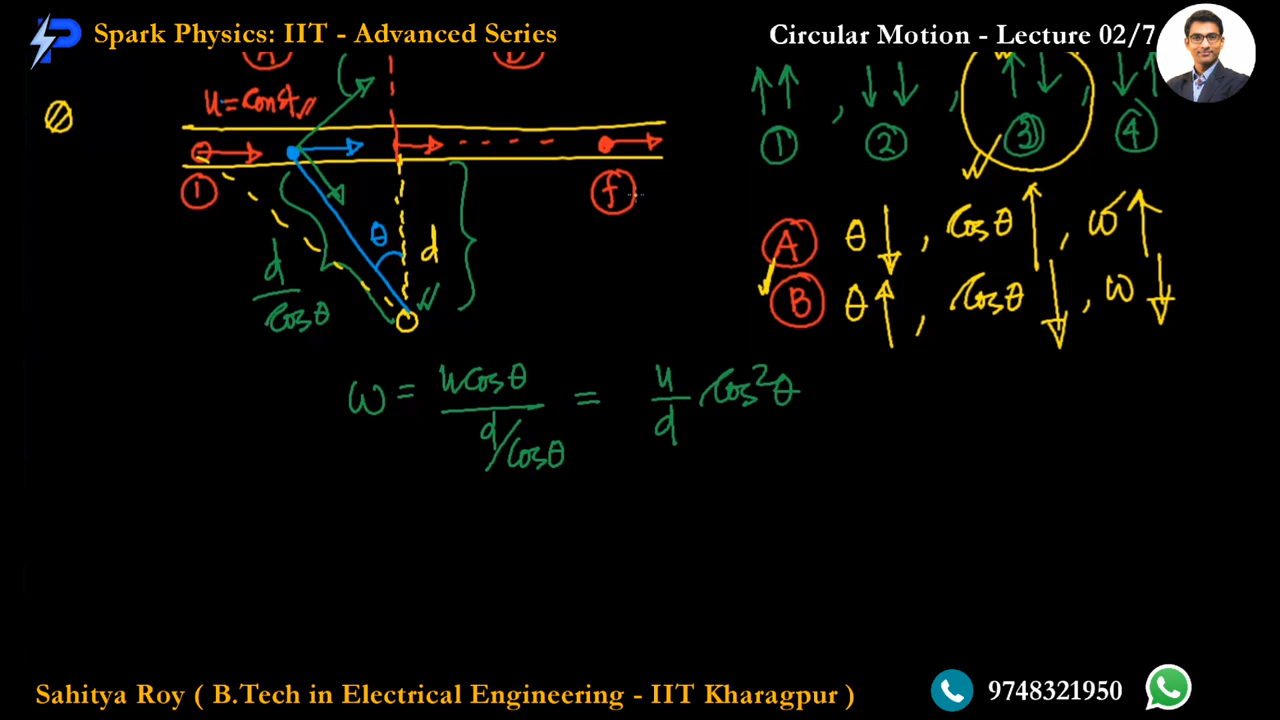 Spark Physics: IIT - Advanced Series
Circular Motion - Lecture 02/7
u = const
↑↑ , ↓↓ , ↑↓ , ↓↑
① ② ③ ④
①
f
θ
d
d/cosθ
A θ↓ , cosθ↑ , ω↑
B θ↑ , cosθ↓ , ω↓
ω = ucosθ / (d/cosθ) = u/d cos²θ
Sahitya Roy ( B.Tech in Electrical Engineering - IIT Kharagpur )
9748321950